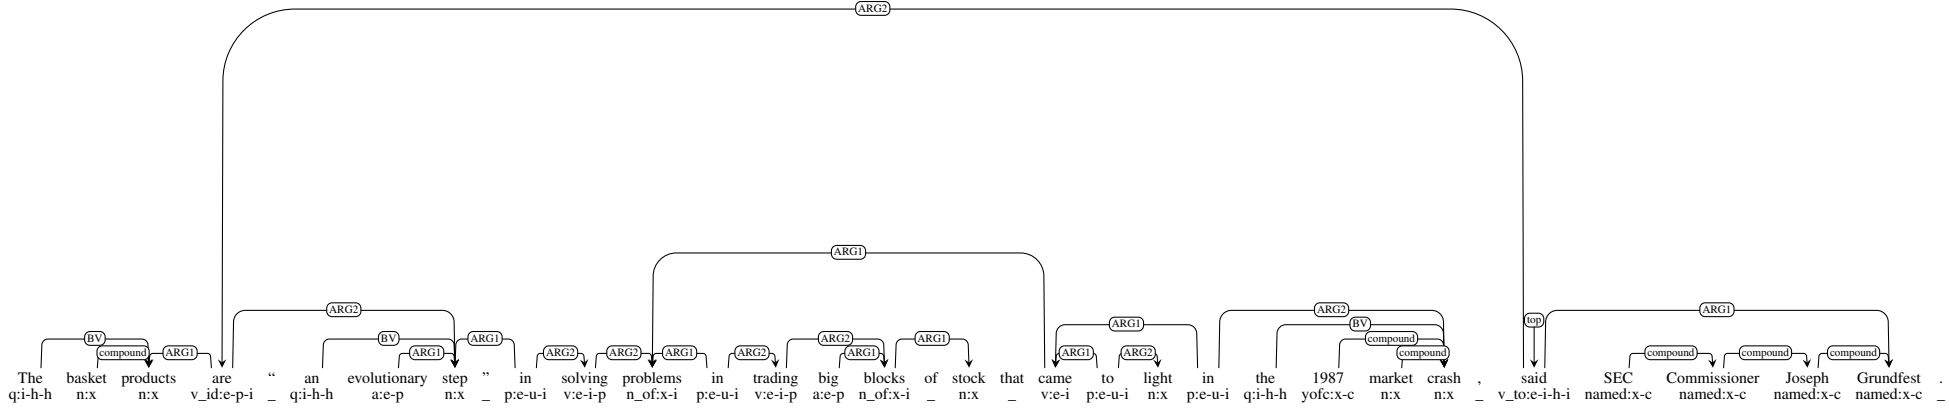 ARG2
ARG1
ARG2 ARG2 top ARG1
ARG1
BV BV ARG1 ARG2 ARG1 BV
compound
compound ARG1 ARG1 ARG2 ARG2 ARG1 ARG2 ARG1 ARG1 ARG2 compound compound compound compound
The basket products are “ an evolutionary step ” in solving problems in trading big blocks of stock that came to light in the 1987 market crash , said SEC Commissioner Joseph Grundfest .
q:i-h-h n:x n:x v_id:e-p-i _ q:i-h-h a:e-p n:x _ p:e-u-i v:e-i-p n_of:x-i p:e-u-i v:e-i-p a:e-p n_of:x-i _ n:x _ v:e-i p:e-u-i n:x p:e-u-i q:i-h-h yofc:x-c n:x n:x _ v_to:e-i-h-i named:x-c named:x-c named:x-c named:x-c _